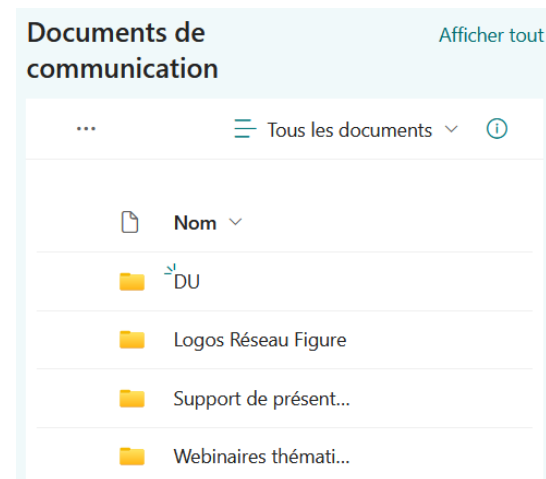 Documents de
communication
Afficher tout
... Tous les documents
Nom
DU
Logos Réseau Figure
Support de présent...
Webinaires thémati...